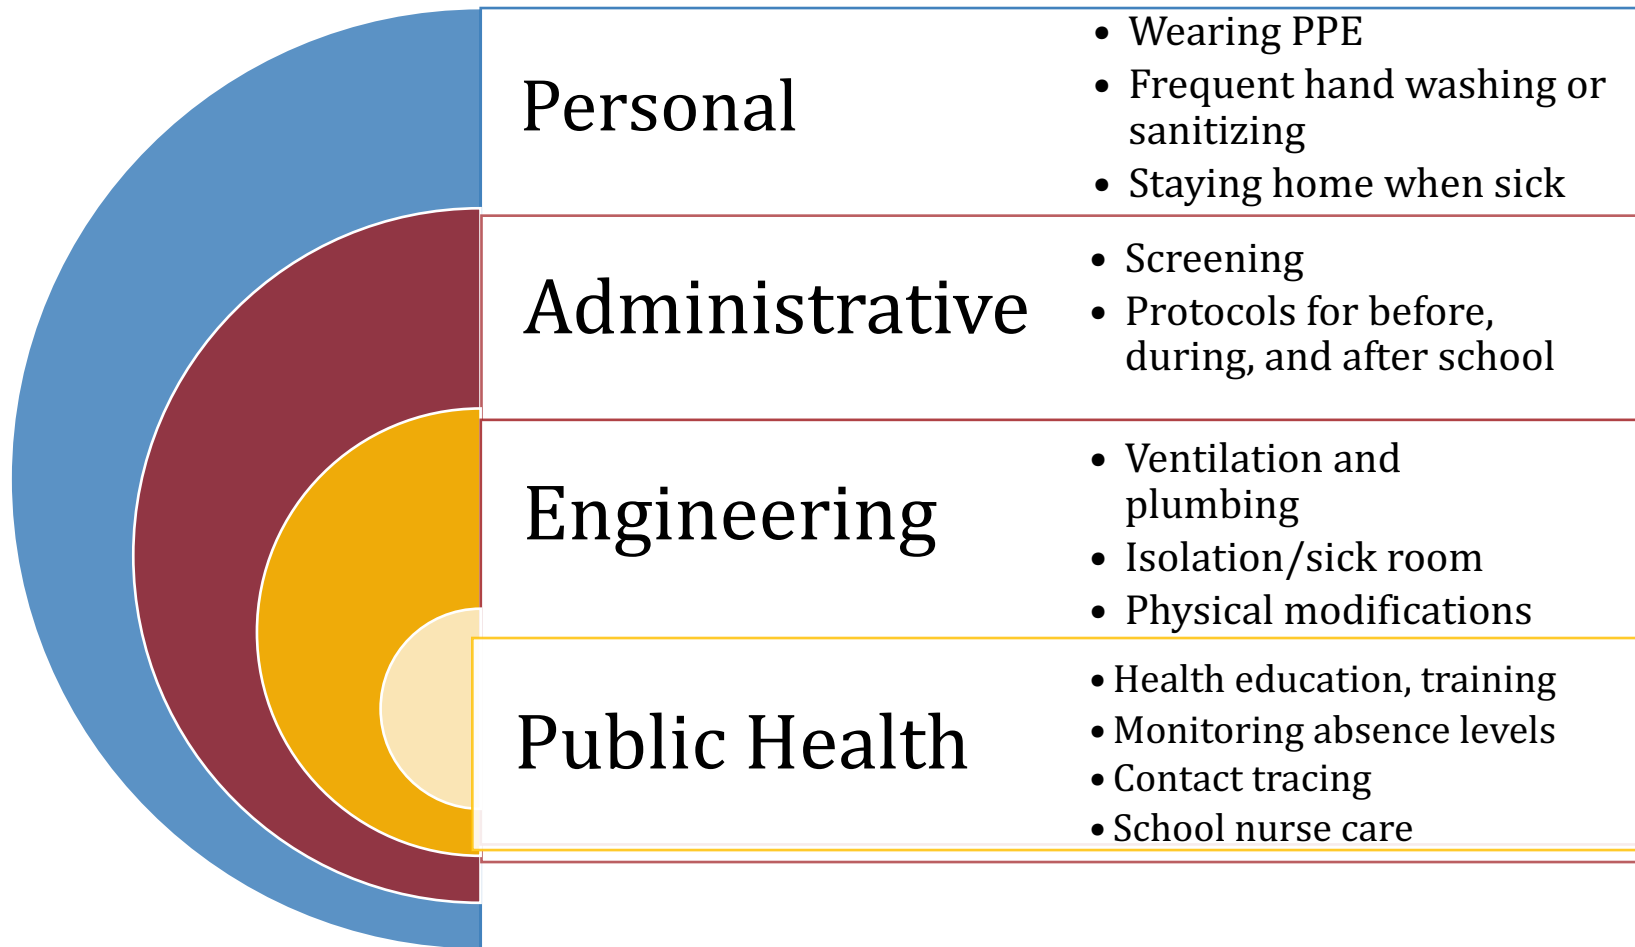 Personal
• Wearing PPE
• Frequent hand washing or
sanitizing
• Staying home when sick
Administrative
• Screening
• Protocols for before,
during, and after school
Engineering
• Ventilation and
plumbing
• Isolation/sick room
• Physical modifications
Public Health
• Health education, training
• Monitoring absence levels
• Contact tracing
• School nurse care